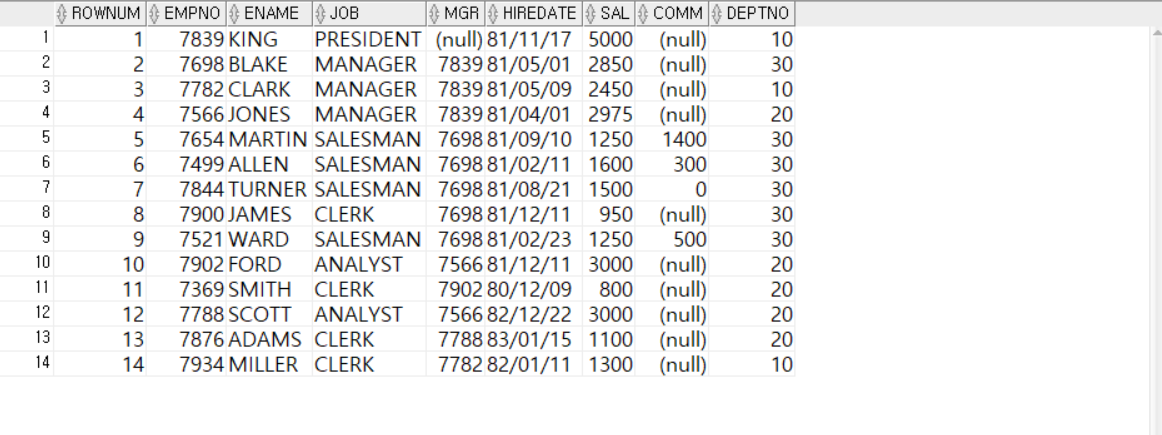 ROWNUM EMPNO ENAME JOB MGR HIREDATE SAL COMM DEPTNO
1 1 7839 KING PRESIDENT (null) 81/11/17 5000 (null) 10
2 2 7698 BLAKE MANAGER 7839 81/05/01 2850 (null) 30
3 3 7782 CLARK MANAGER 7839 81/05/09 2450 (null) 10
4 4 7566 JONES MANAGER 7839 81/04/01 2975 (null) 20
5 5 7654 MARTIN SALESMAN 7698 81/09/10 1250 1400 30
6 6 7499 ALLEN SALESMAN 7698 81/02/11 1600 300 30
7 7 7844 TURNER SALESMAN 7698 81/08/21 1500 0 30
8 8 7900 JAMES CLERK 7698 81/12/11 950 (null) 30
9 9 7521 WARD SALESMAN 7698 81/02/23 1250 500 30
10 10 7902 FORD ANALYST 7566 81/12/11 3000 (null) 20
11 11 7369 SMITH CLERK 7902 80/12/09 800 (null) 20
12 12 7788 SCOTT ANALYST 7566 82/12/22 3000 (null) 20
13 13 7876 ADAMS CLERK 7788 83/01/15 1100 (null) 20
14 14 7934 MILLER CLERK 7782 82/01/11 1300 (null) 10